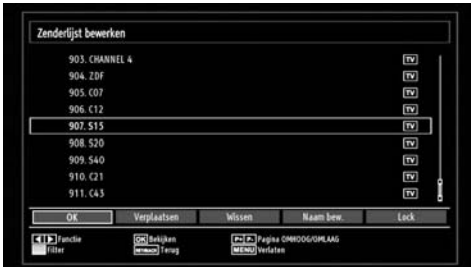 Zenderlijst bewerken
903. CHANNEL 4 TV
904. ZDF TV
905. C07 TV
906. C12 TV
907. S15 TV
908. S20 TV
909. S40 TV
910. C21 TV
911. C43 TV
OK Verplaatsen Wissen Naam bew. Lock
Functie OK Bekijken P+ P- Pagina OMHOOG/OMLAAG
Filter Terug MENU Verlaten